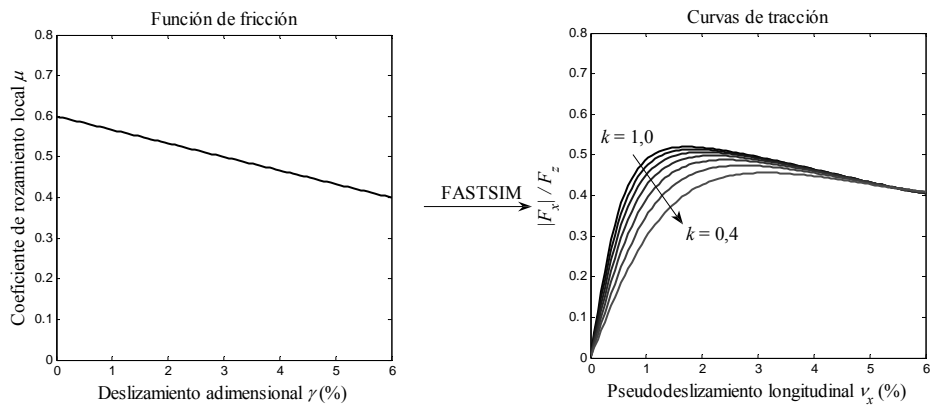 Función de fricción
Coeficiente de rozamiento local μ
0.8
0.7
0.6
0.5
0.4
0.3
0.2
0.1
0
0 1 2 3 4 5 6
Deslizamiento adimensional γ (%)
FASTSIM
Curvas de tracción
|Fₓ| / F_z
0.8
0.7
0.6
0.5
0.4
0.3
0.2
0.1
0
k = 1,0
k = 0,4
0 1 2 3 4 5 6
Pseudodeslizamiento longitudinal νₓ (%)